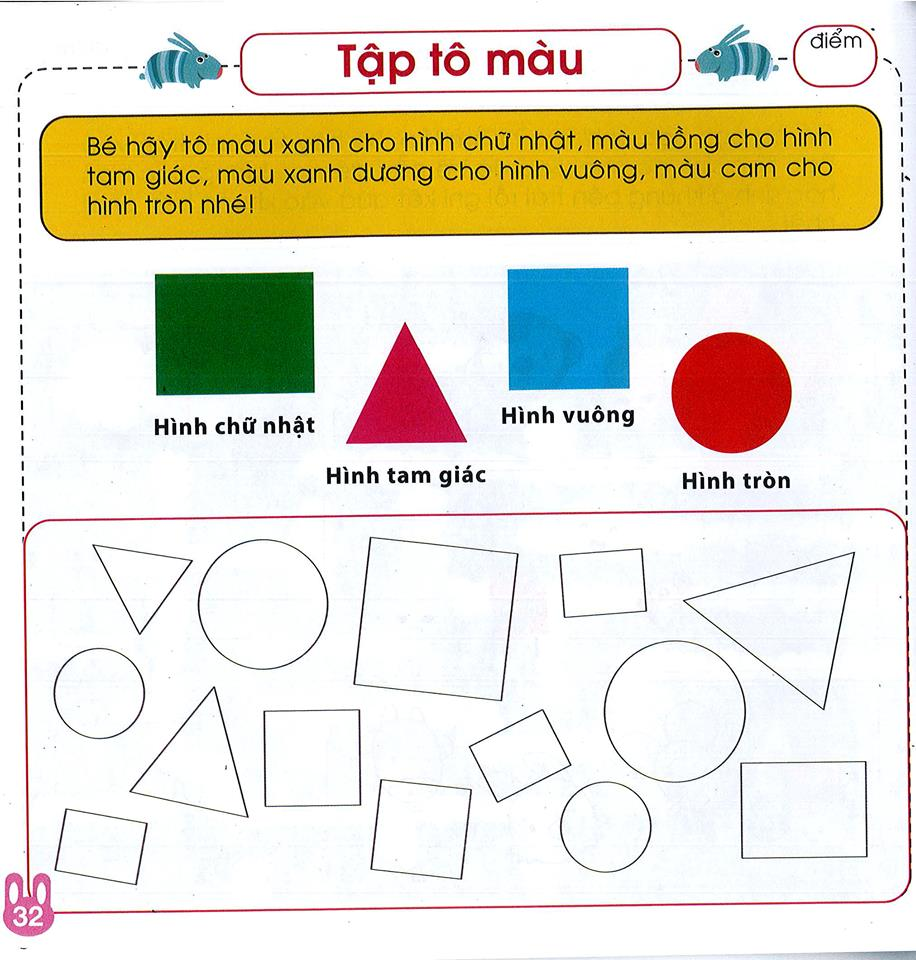 Tập tô màu
điểm
Bé hãy tô màu xanh cho hình chữ nhật, màu hồng cho hình
tam giác, màu xanh dương cho hình vuông, màu cam cho
hình tròn nhé!
Hình chữ nhật
Hình tam giác
Hình vuông
Hình tròn
32